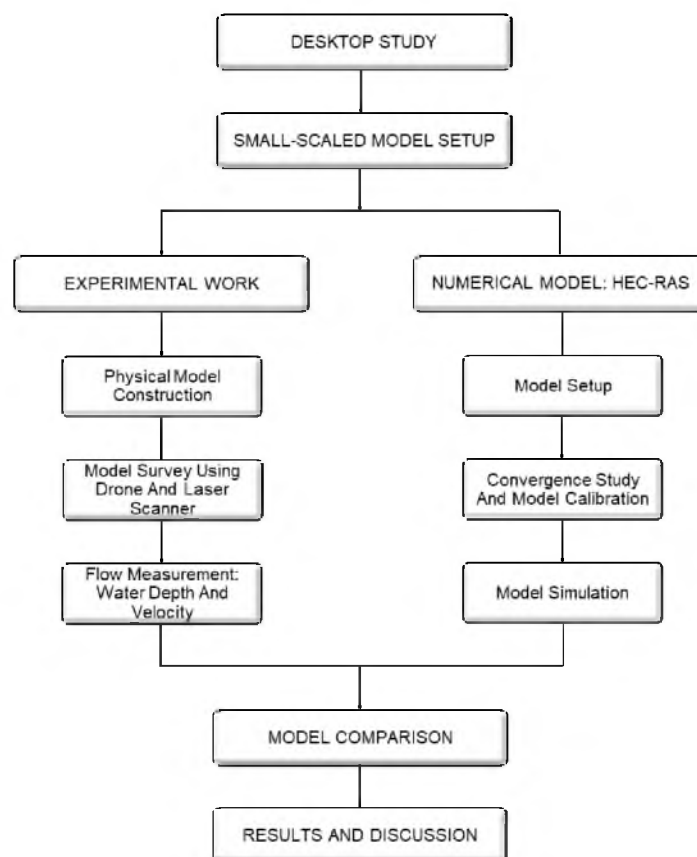 DESKTOP STUDY
SMALL-SCALED MODEL SETUP
EXPERIMENTAL WORK
Physical Model
Construction
Model Survey Using
Drone And Laser
Scanner
Flow Measurement:
Water Depth And
Velocity
NUMERICAL MODEL: HEC-RAS
Model Setup
Convergence Study
And Model Calibration
Model Simulation
MODEL COMPARISON
RESULTS AND DISCUSSION